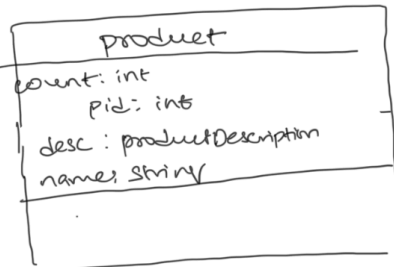 product
count: int
pid: int
desc: productDescription
name: string